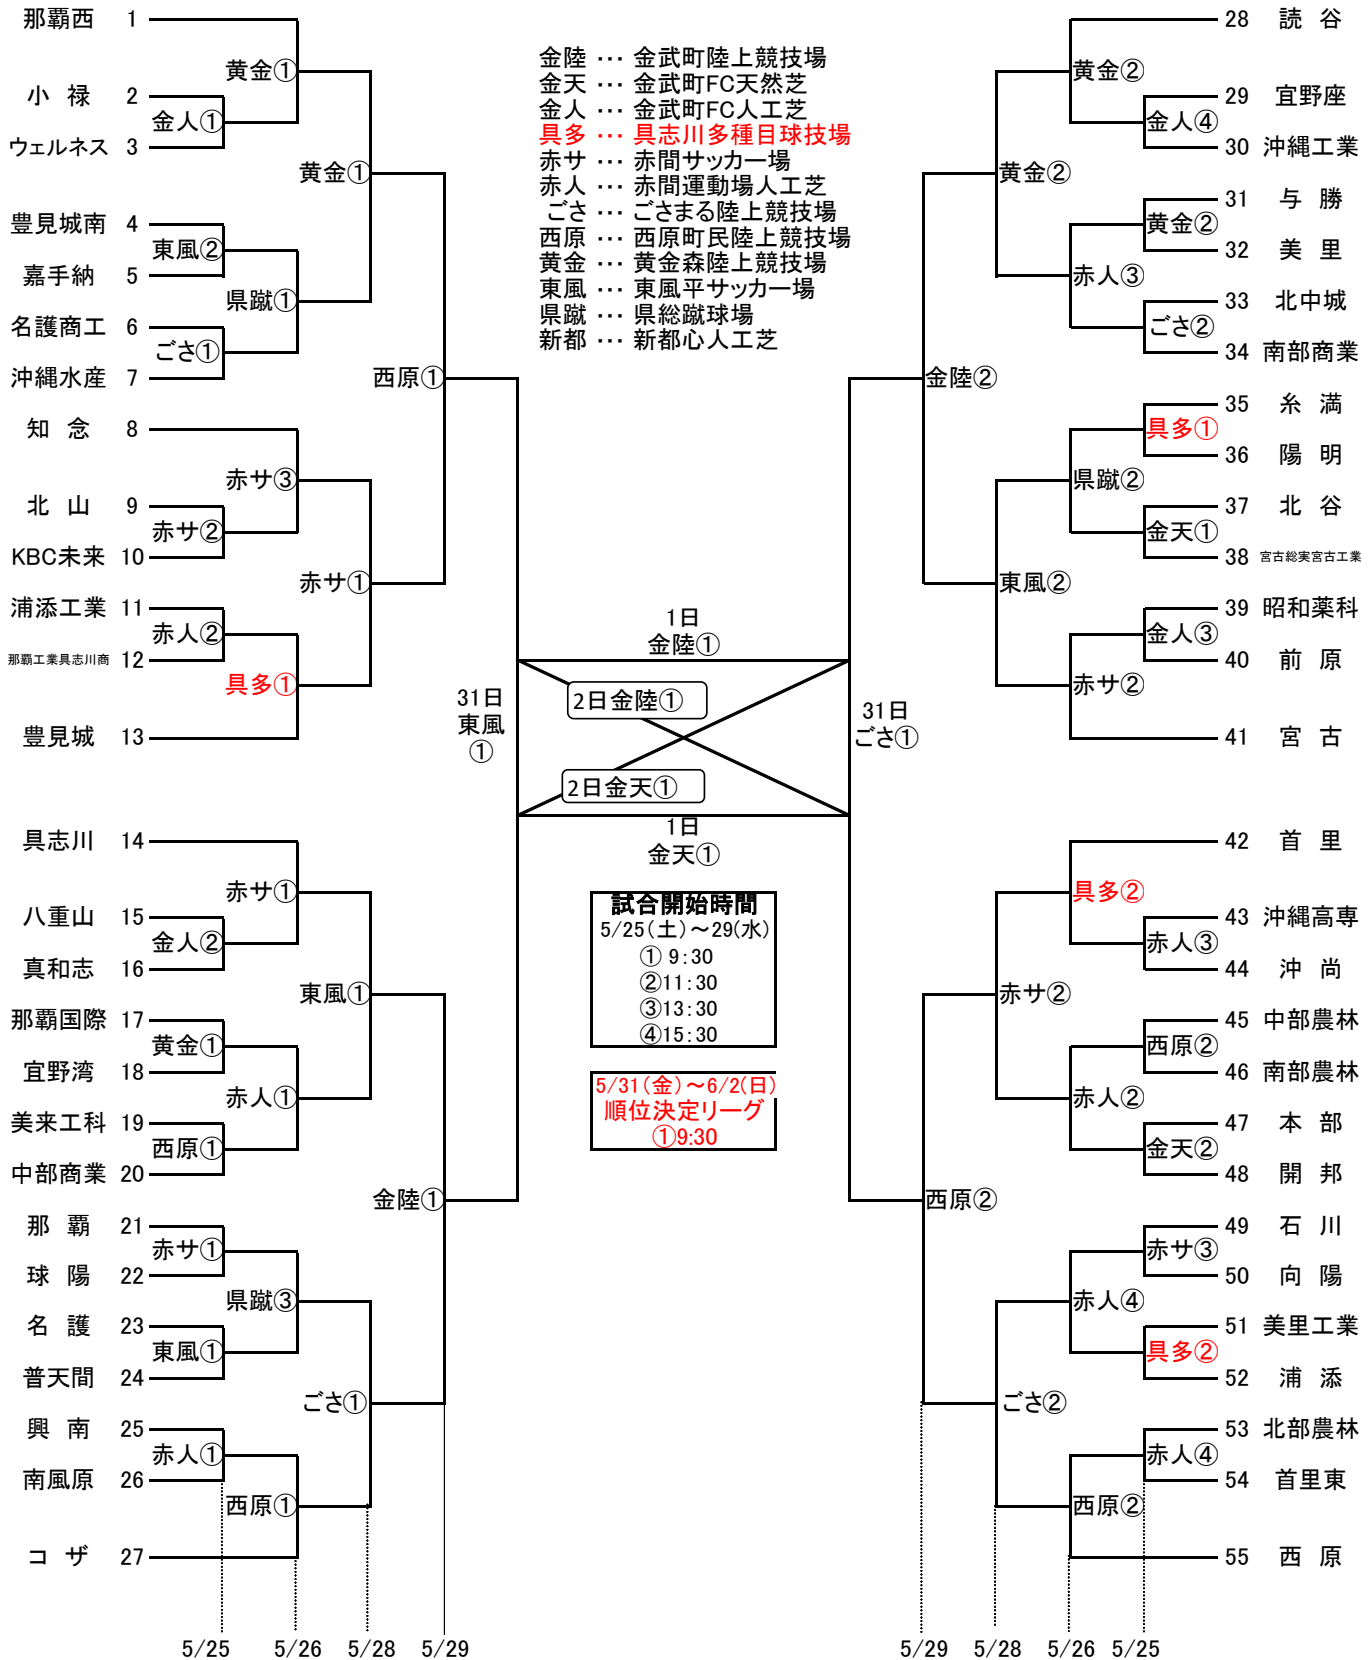 那覇西 1
黄金①
小 禄 2
金人①
ウェルネス 3
黄金①
豊見城南 4
東風②
嘉手納 5
県蹴①
名護商工 6
ごさ①
沖縄水産 7
西原①
知 念 8
赤サ③
北 山 9
赤サ②
KBC未来 10
赤サ①
浦添工業 11
赤人②
那覇工業具志川商 12
具多①
豊見城 13
31日
東風
①
具志川 14
赤サ①
八重山 15
金人②
真和志 16
東風①
那覇国際 17
黄金①
宜野湾 18
赤人①
美来工科 19
西原①
中部商業 20
金陸①
那 覇 21
赤サ①
球 陽 22
県蹴③
名 護 23
東風①
普天間 24
ごさ①
興 南 25
赤人①
南風原 26
西原①
コ ザ 27
5/25 5/26 5/28 5/29
金陸 … 金武町陸上競技場
金天 … 金武町FC天然芝
金人 … 金武町FC人工芝
具多 … 具志川多種目球技場
赤サ … 赤間サッカー場
赤人 … 赤間運動場人工芝
ごさ … ごさまる陸上競技場
西原 … 西原町民陸上競技場
黄金 … 黄金森陸上競技場
東風 … 東風平サッカー場
県蹴 … 県総蹴球場
新都 … 新都心人工芝
1日
金陸①
2日金陸①
2日金天①
1日
金天①
試合開始時間
5/25(土)～29(水)
① 9:30
②11:30
③13:30
④15:30
5/31(金)～6/2(日)
順位決定リーグ
①9:30
28 読 谷
黄金②
29 宜野座
金人④
30 沖縄工業
黄金②
31 与 勝
黄金②
32 美 里
赤人③
33 北中城
ごさ②
34 南部商業
金陸②
35 糸 満
具多①
36 陽 明
県蹴②
37 北 谷
金天①
38 宮古総実宮古工業
東風②
39 昭和薬科
金人③
40 前 原
赤サ②
41 宮 古
31日
ごさ①
42 首 里
具多②
43 沖縄高専
赤人③
44 沖 尚
赤サ②
45 中部農林
西原②
46 南部農林
赤人②
47 本 部
金天②
48 開 邦
西原②
49 石 川
赤サ③
50 向 陽
赤人④
51 美里工業
具多②
52 浦 添
ごさ②
53 北部農林
赤人④
54 首里東
西原②
55 西 原
5/29 5/28 5/26 5/25